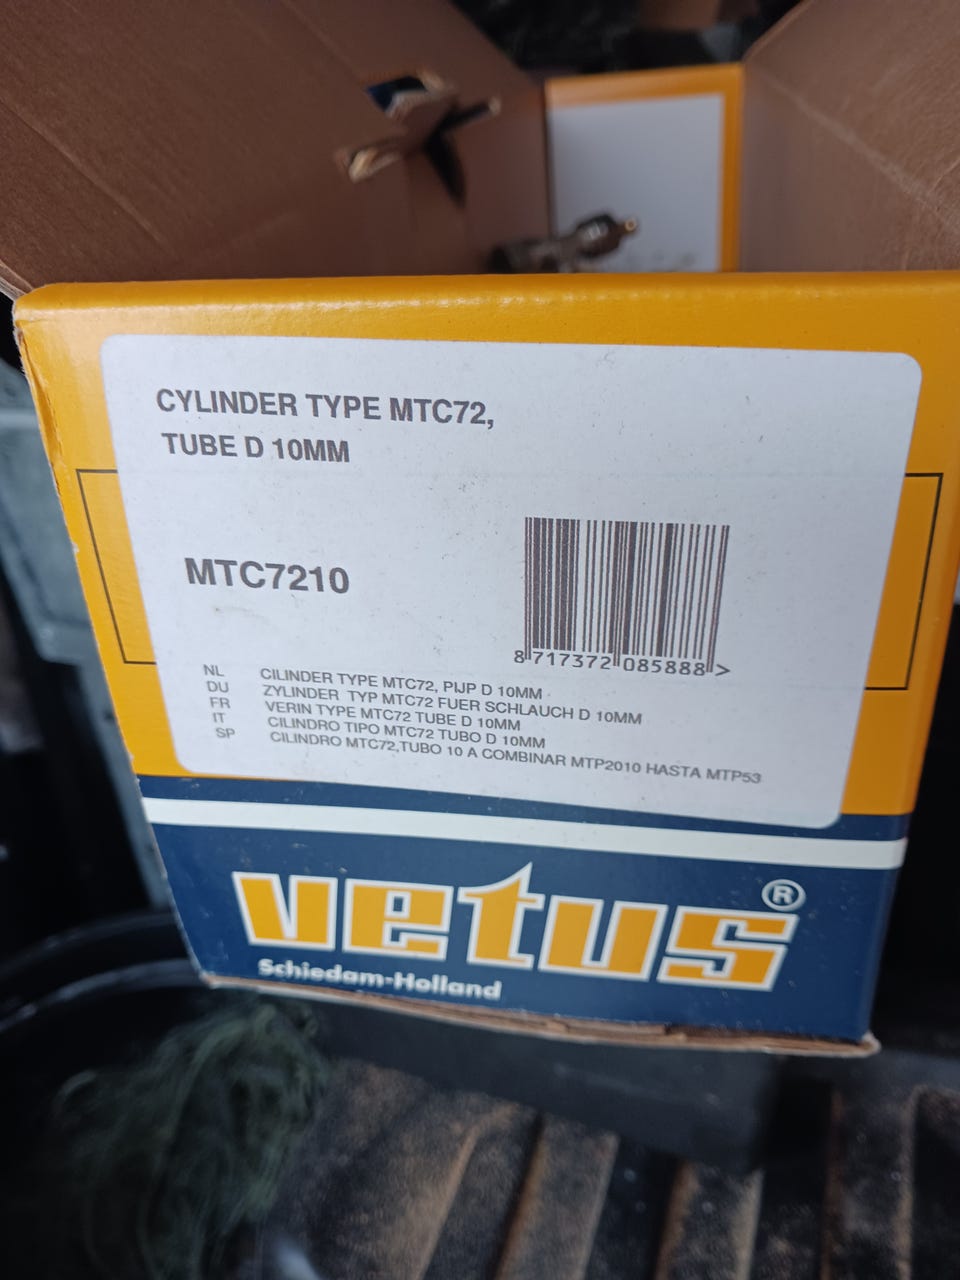 CYLINDER TYPE MTC72,
TUBE D 10MM
MTC7210
8 717372 085888 >
NL CILINDER TYPE MTC72, PIJP D 10MM
DU ZYLINDER TYP MTC72 FUER SCHLAUCH D 10MM
FR VERIN TYPE MTC72 TUBE D 10MM
IT CILINDRO TIPO MTC72 TUBO D 10MM
SP CILINDRO MTC72,TUBO 10 A COMBINAR MTP2010 HASTA MTP53
vetus®
Schiedam-Holland